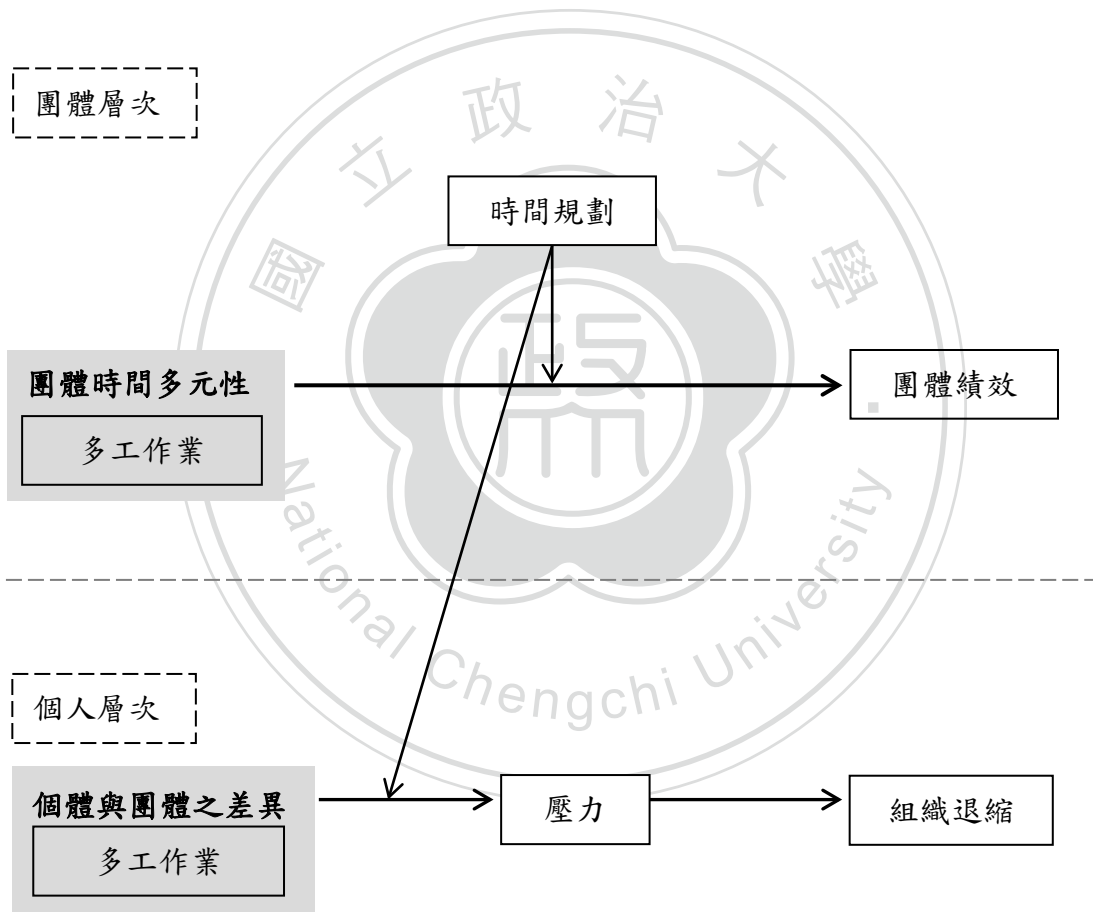 團體層次
國立政治大學
時間規劃
團體時間多元性
多工作業
團體績效
National Chengchi University
個人層次
個體與團體之差異
多工作業
壓力
組織退縮